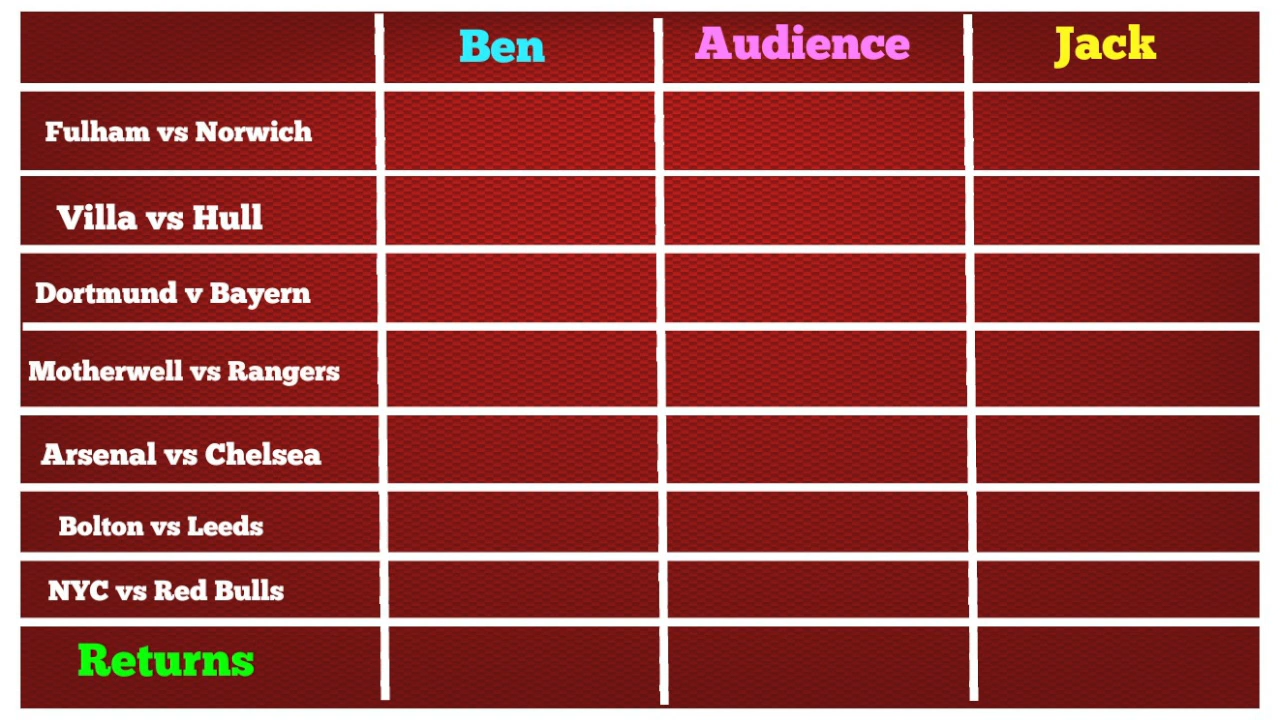 Ben Audience Jack
Fulham vs Norwich
Villa vs Hull
Dortmund v Bayern
Motherwell vs Rangers
Arsenal vs Chelsea
Bolton vs Leeds
NYC vs Red Bulls
Returns